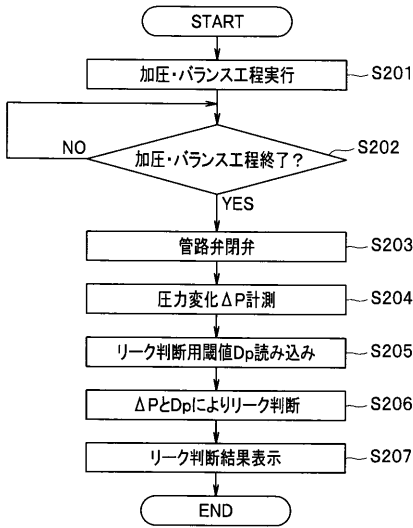 START
加圧・バランス工程実行
S201
加圧・バランス工程終了?
S202
NO
YES
管路弁閉弁
S203
圧力変化ΔP計測
S204
リーク判断用閾値Dp読み込み
S205
ΔPとDpによりリーク判断
S206
リーク判断結果表示
S207
END